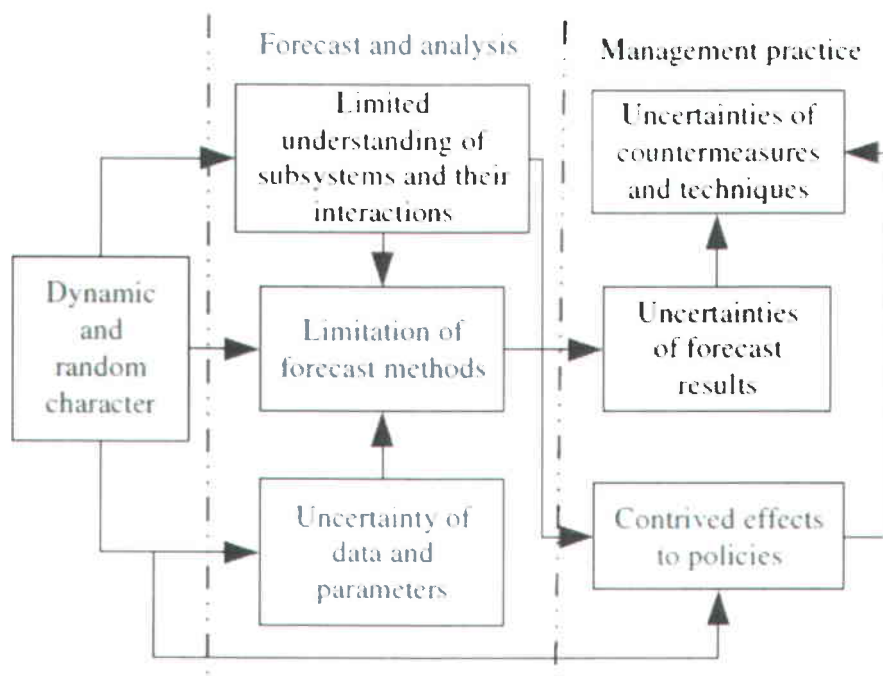 Forecast and analysis
Management practice
Limited
understanding of
subsystems and their
interactions
Uncertainties of
countermeasures
and techniques
Dynamic
and
random
character
Limitation of
forecast methods
Uncertainties
of forecast
results
Uncertainty of
data and
parameters
Contrived effects
to policies